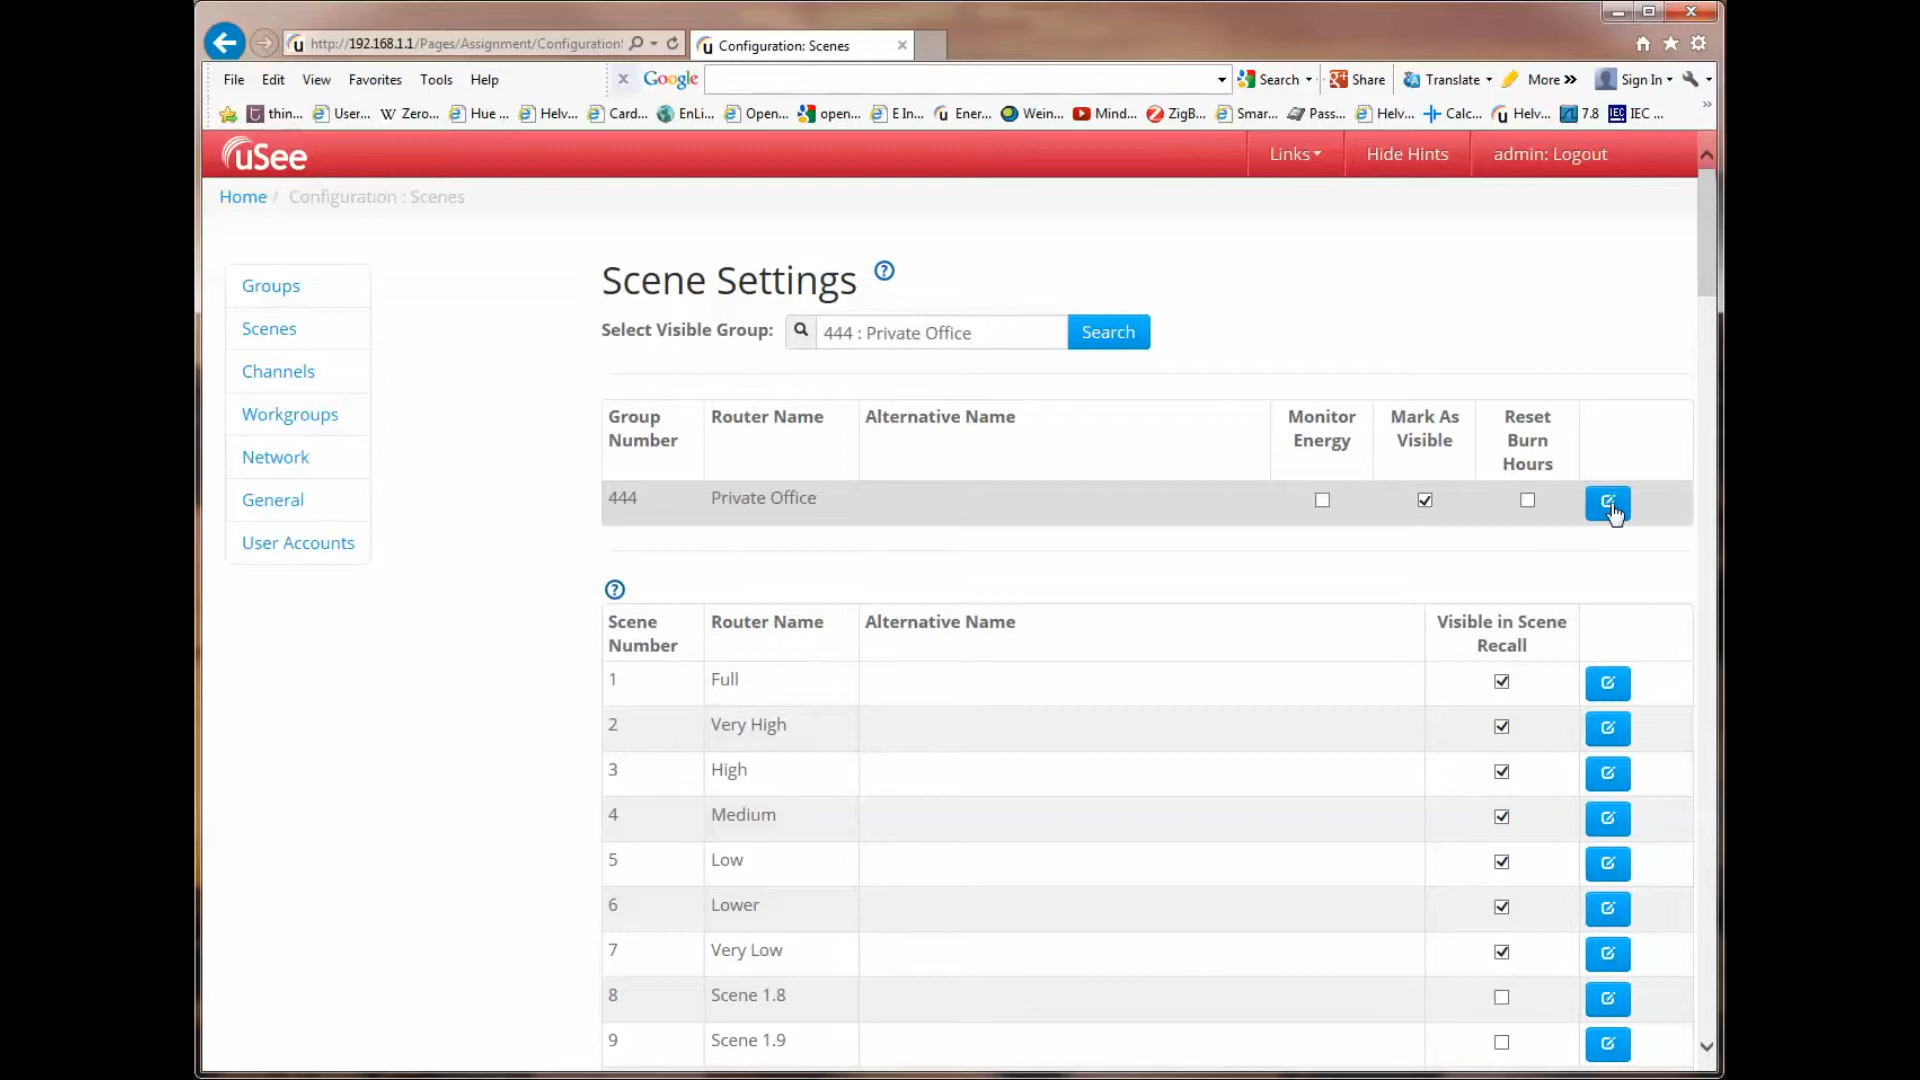 http://192.168.1.1/Pages/Assignment/Configuration
Configuration: Scenes
File Edit View Favorites Tools Help
x Google Search Share Translate More » Sign In
thin... User... Zero... Hue ... Helv... Card... EnLi... Open... open... E In... Ener... Wein... Mind... ZigB... Smar... Pass... Helv... Calc... Helv... 7.8 IEC ... »
uSee Links Hide Hints admin: Logout
Home / Configuration : Scenes
Groups
Scenes
Channels
Workgroups
Network
General
User Accounts
Scene Settings ?
Select Visible Group: 444 : Private Office Search
Group Number Router Name Alternative Name Monitor Energy Mark As Visible Reset Burn Hours
444 Private Office
?
Scene Number Router Name Alternative Name Visible in Scene Recall
1 Full
2 Very High
3 High
4 Medium
5 Low
6 Lower
7 Very Low
8 Scene 1.8
9 Scene 1.9